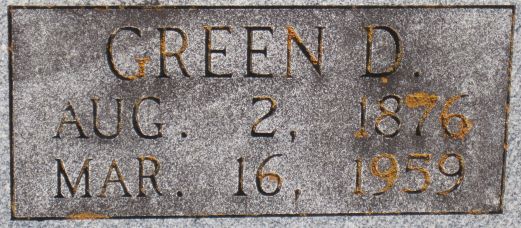 GREEN D.
AUG. 2, 1876
MAR. 16, 1959